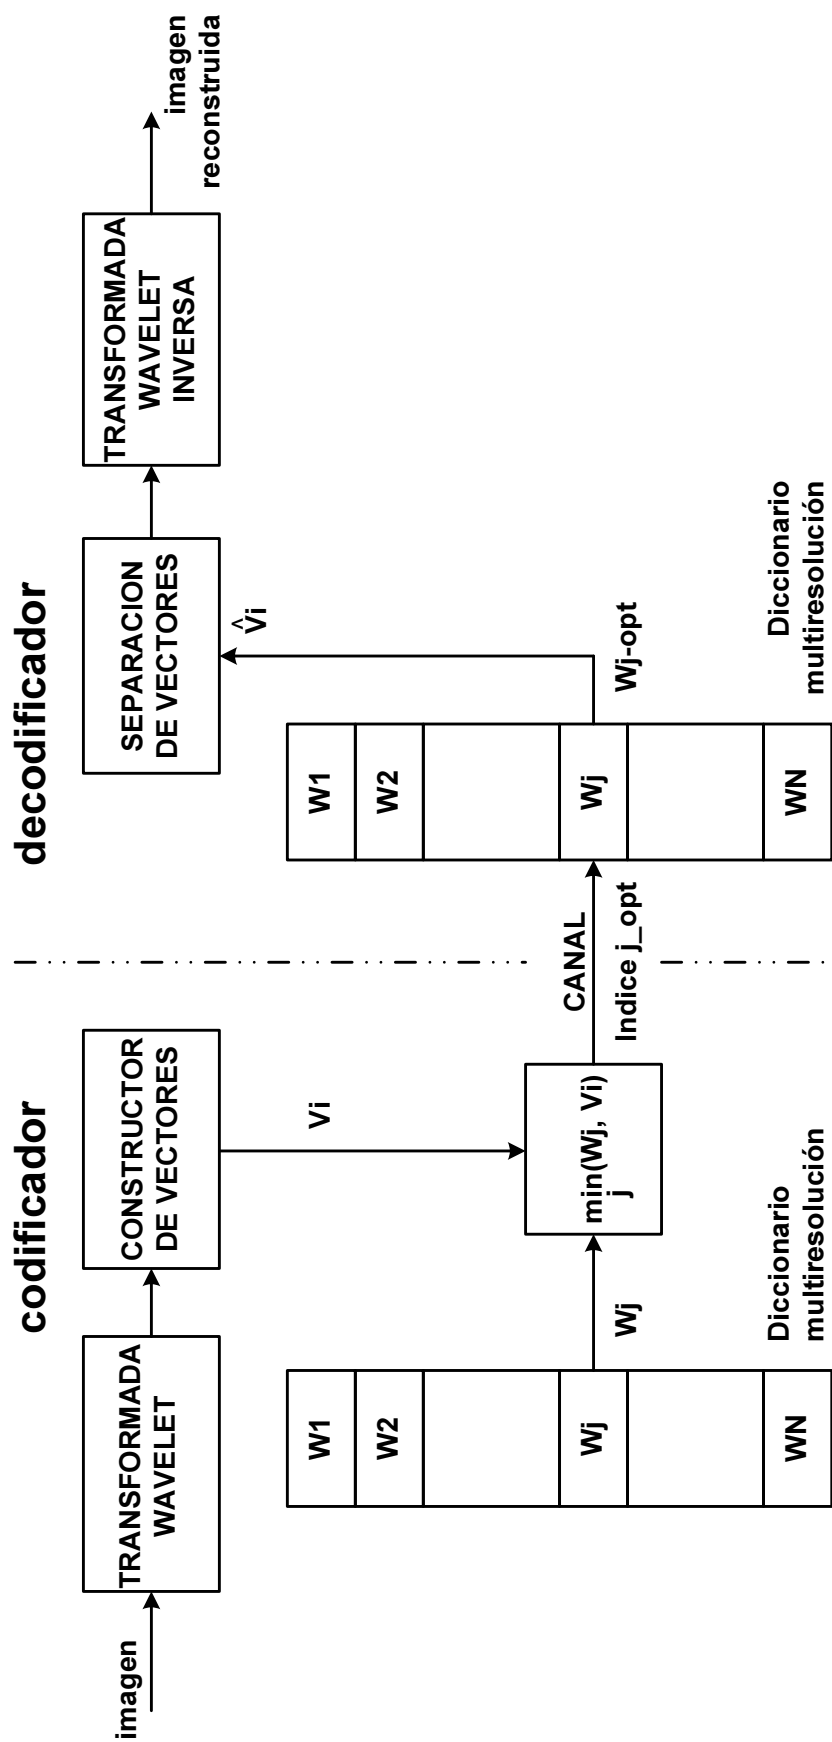 codificador
decodificador
imagen
TRANSFORMADA
WAVELET
CONSTRUCTOR
DE VECTORES
SEPARACION
DE VECTORES
TRANSFORMADA
WAVELET
INVERSA
imagen
reconstruida
Vi
V̂i
W1
W2
Wj
WN
Wj
min(Wj, Vi)
j
CANAL
Indice j_opt
W1
W2
Wj
WN
Wj-opt
Diccionario
multiresolución
Diccionario
multiresolución